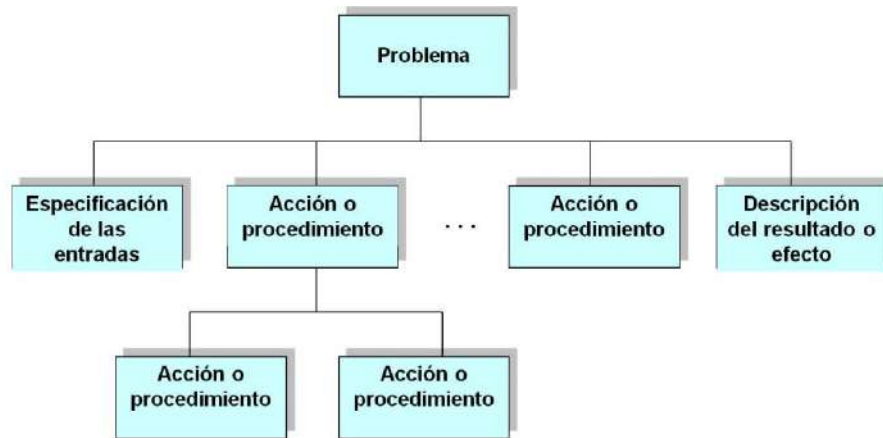 Problema
Especificación
de las
entradas
Acción o
procedimiento
. . .
Acción o
procedimiento
Descripción
del resultado o
efecto
Acción o
procedimiento
Acción o
procedimiento